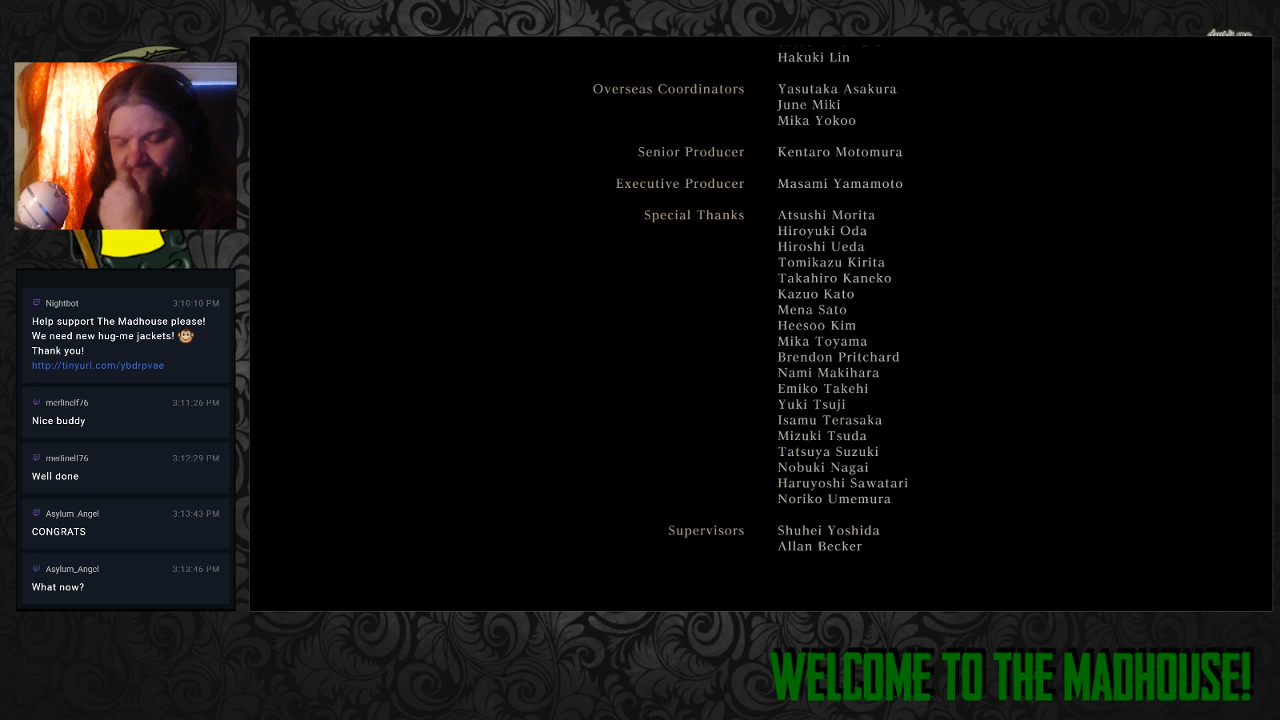 Nightbot 3:10:10 PM
Help support The Madhouse please!
We need new hug-me jackets! 🐵
Thank you!
http://tinyurl.com/ybdrpvae
merlinelf76 3:11:26 PM
Nice buddy
merlinelf76 3:12:29 PM
Well done
Asylum_Angel 3:13:43 PM
CONGRATS
Asylum_Angel 3:13:46 PM
What now?
Hakuki Lin
Overseas Coordinators Yasutaka Asakura
June Miki
Mika Yokoo
Senior Producer Kentaro Motomura
Executive Producer Masami Yamamoto
Special Thanks Atsushi Morita
Hiroyuki Oda
Hiroshi Ueda
Tomikazu Kirita
Takahiro Kaneko
Kazuo Kato
Mena Sato
Heesoo Kim
Mika Toyama
Brendon Pritchard
Nami Makihara
Emiko Takehi
Yuki Tsuji
Isamu Terasaka
Mizuki Tsuda
Tatsuya Suzuki
Nobuki Nagai
Haruyoshi Sawatari
Noriko Umemura
Supervisors Shuhei Yoshida
Allan Becker
WELCOME TO THE MADHOUSE!